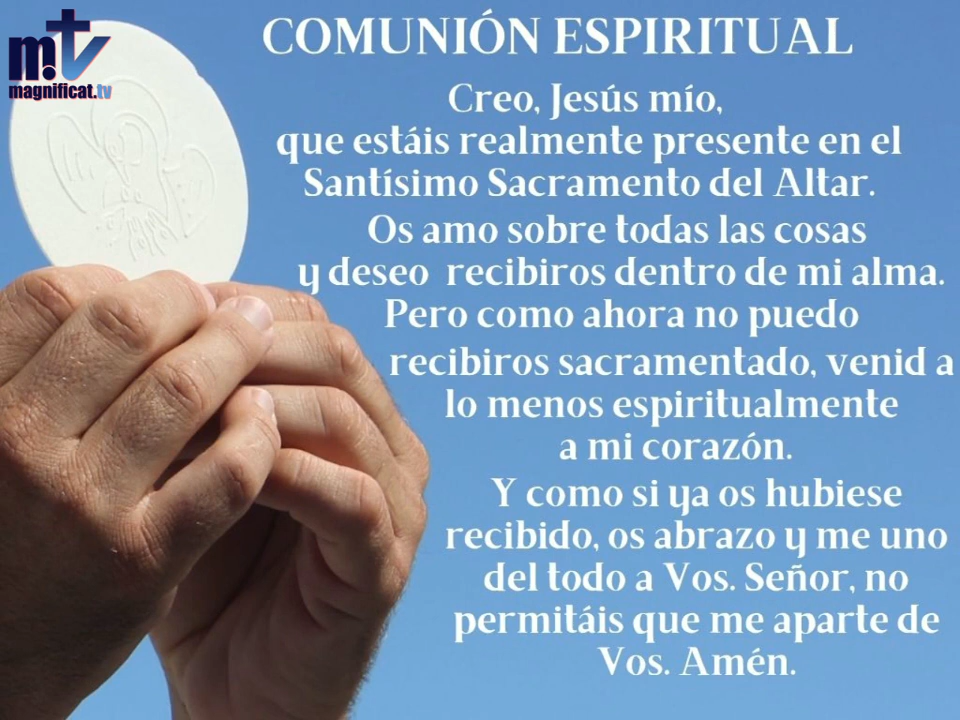 mtv
magnificat.tv
COMUNIÓN ESPIRITUAL
Creo, Jesús mío,
que estáis realmente presente en el
Santísimo Sacramento del Altar.
Os amo sobre todas las cosas
y deseo recibiros dentro de mi alma.
Pero como ahora no puedo
recibiros sacramentado, venid a
lo menos espiritualmente
a mi corazón.
Y como si ya os hubiese
recibido, os abrazo y me uno
del todo a Vos. Señor, no
permitáis que me aparte de
Vos. Amén.